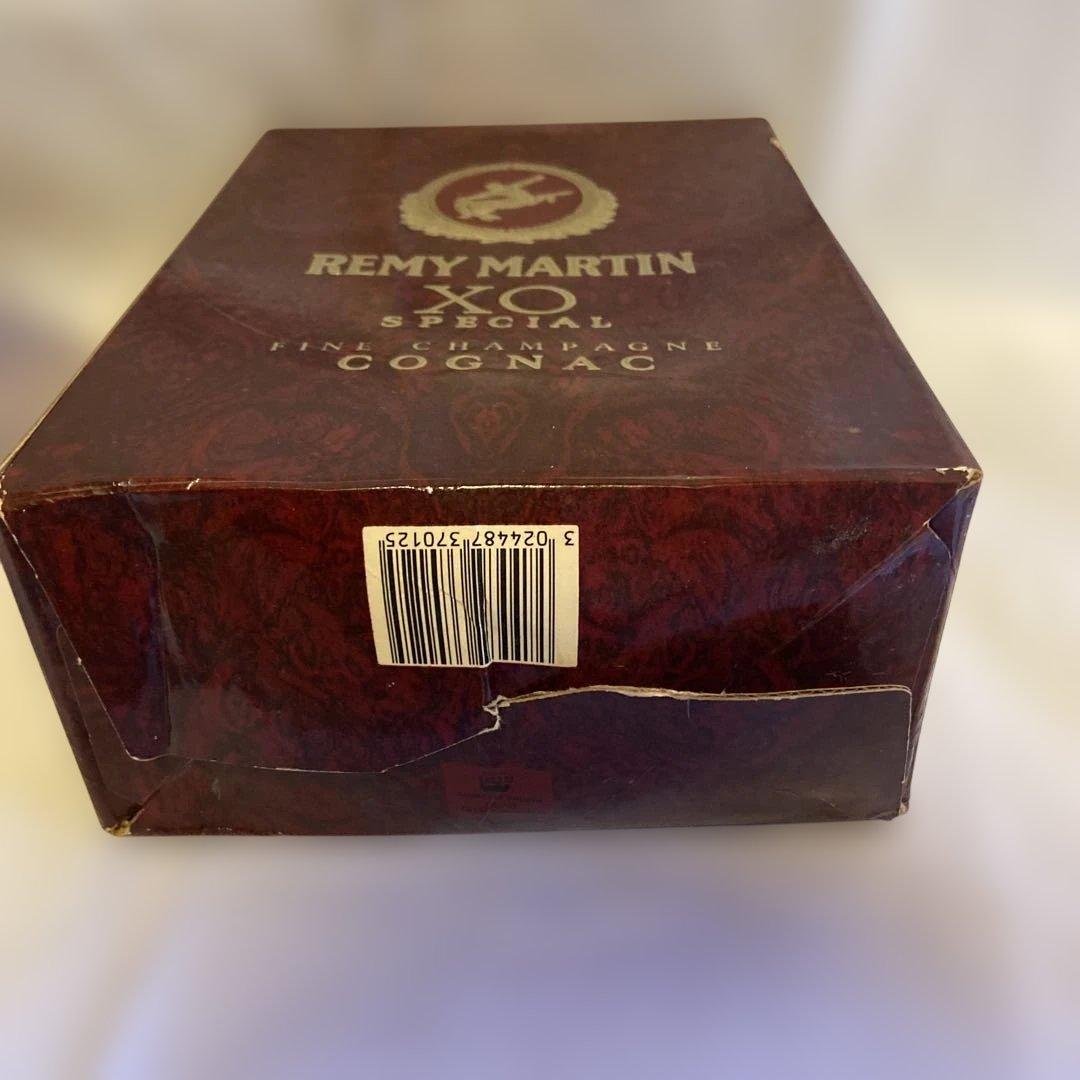 REMY MARTIN
XO
SPECIAL
FINE CHAMPAGNE
COGNAC
3 024487 370125